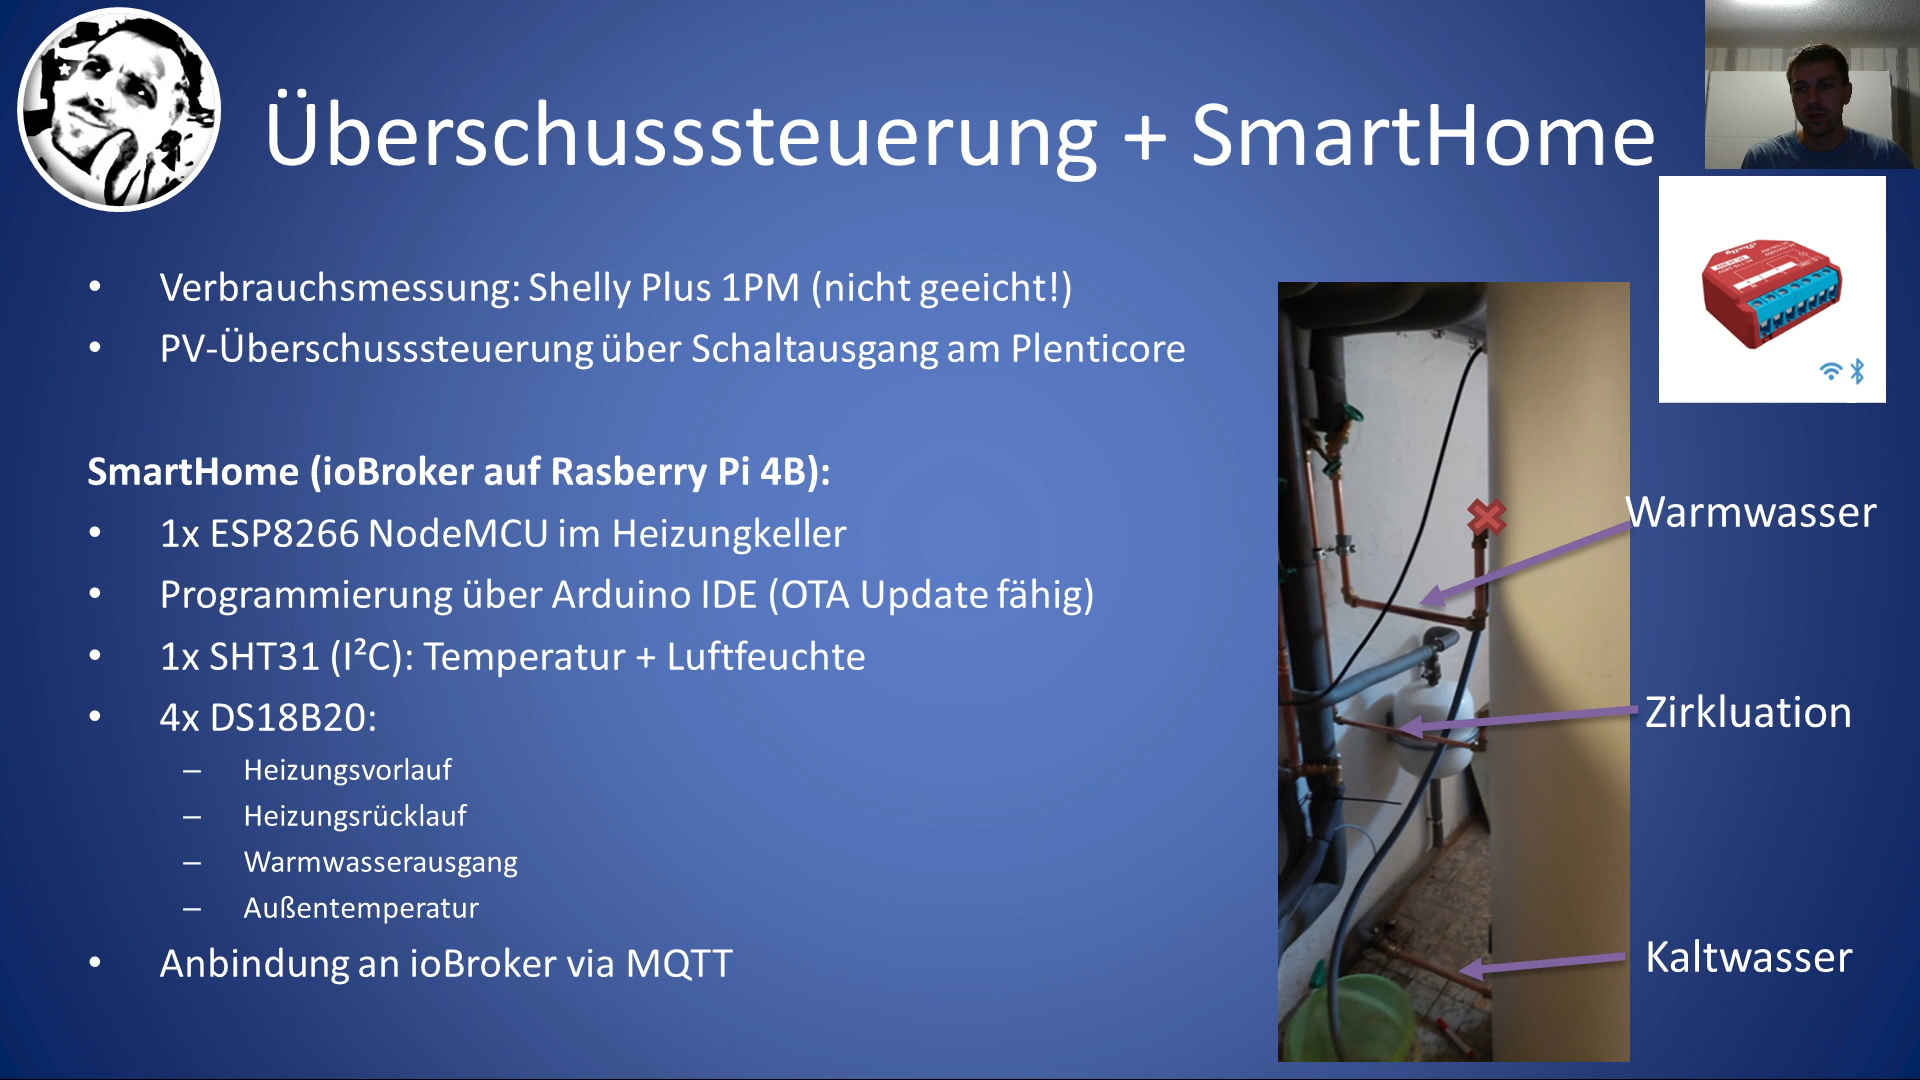 Überschusssteuerung + SmartHome
• Verbrauchsmessung: Shelly Plus 1PM (nicht geeicht!)
• PV-Überschusssteuerung über Schaltausgang am Plenticore
SmartHome (ioBroker auf Rasberry Pi 4B):
• 1x ESP8266 NodeMCU im Heizungkeller
• Programmierung über Arduino IDE (OTA Update fähig)
• 1x SHT31 (I²C): Temperatur + Luftfeuchte
• 4x DS18B20:
– Heizungsvorlauf
– Heizungsrücklauf
– Warmwasserausgang
– Außentemperatur
• Anbindung an ioBroker via MQTT
Shelly
Warmwasser
Zirkluation
Kaltwasser